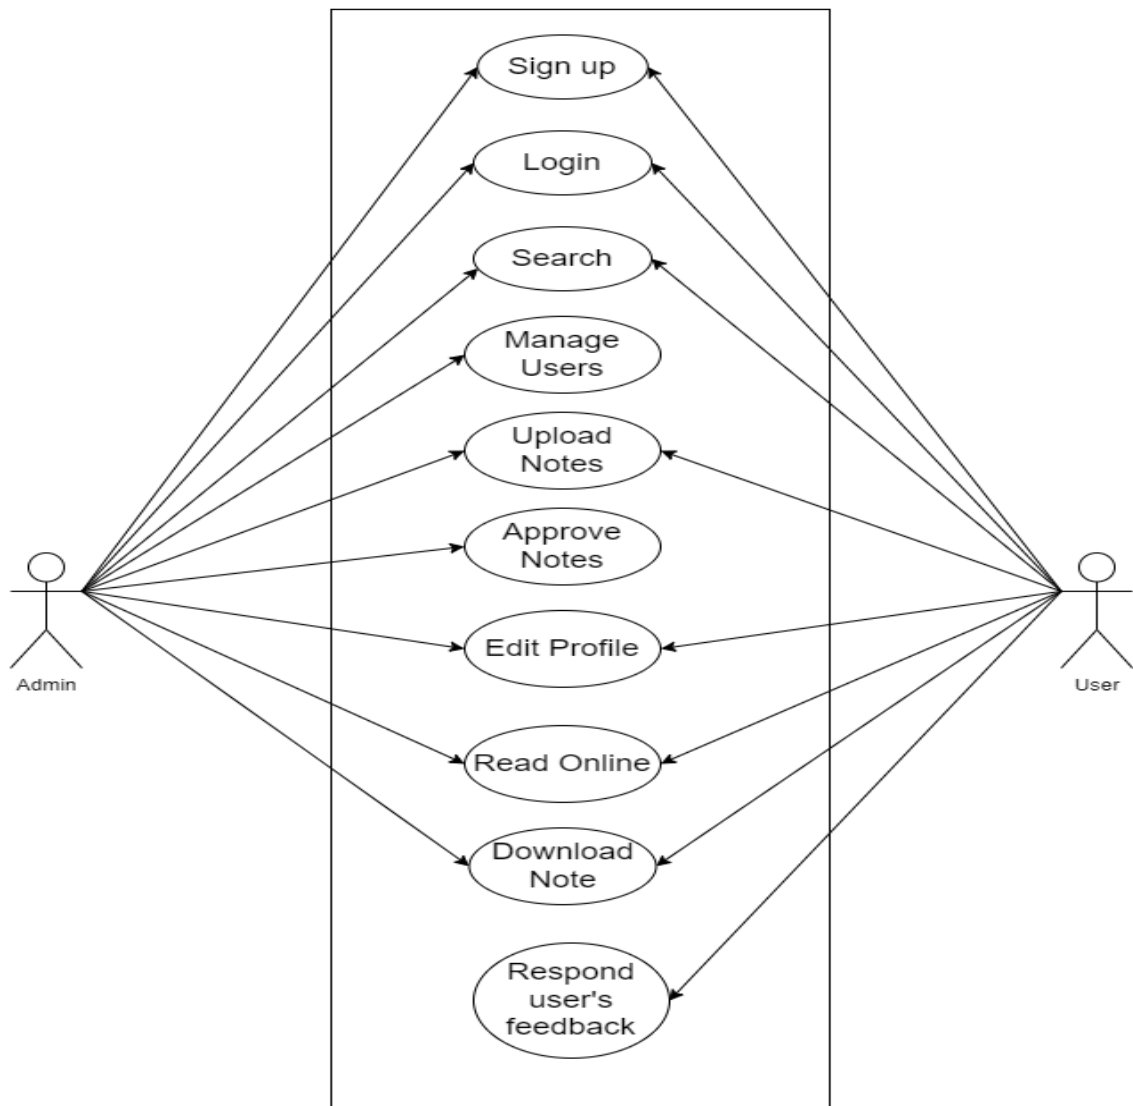 Sign up
Login
Search
Manage
Users
Upload
Notes
Approve
Notes
Edit Profile
Admin
User
Read Online
Download
Note
Respond
user's
feedback